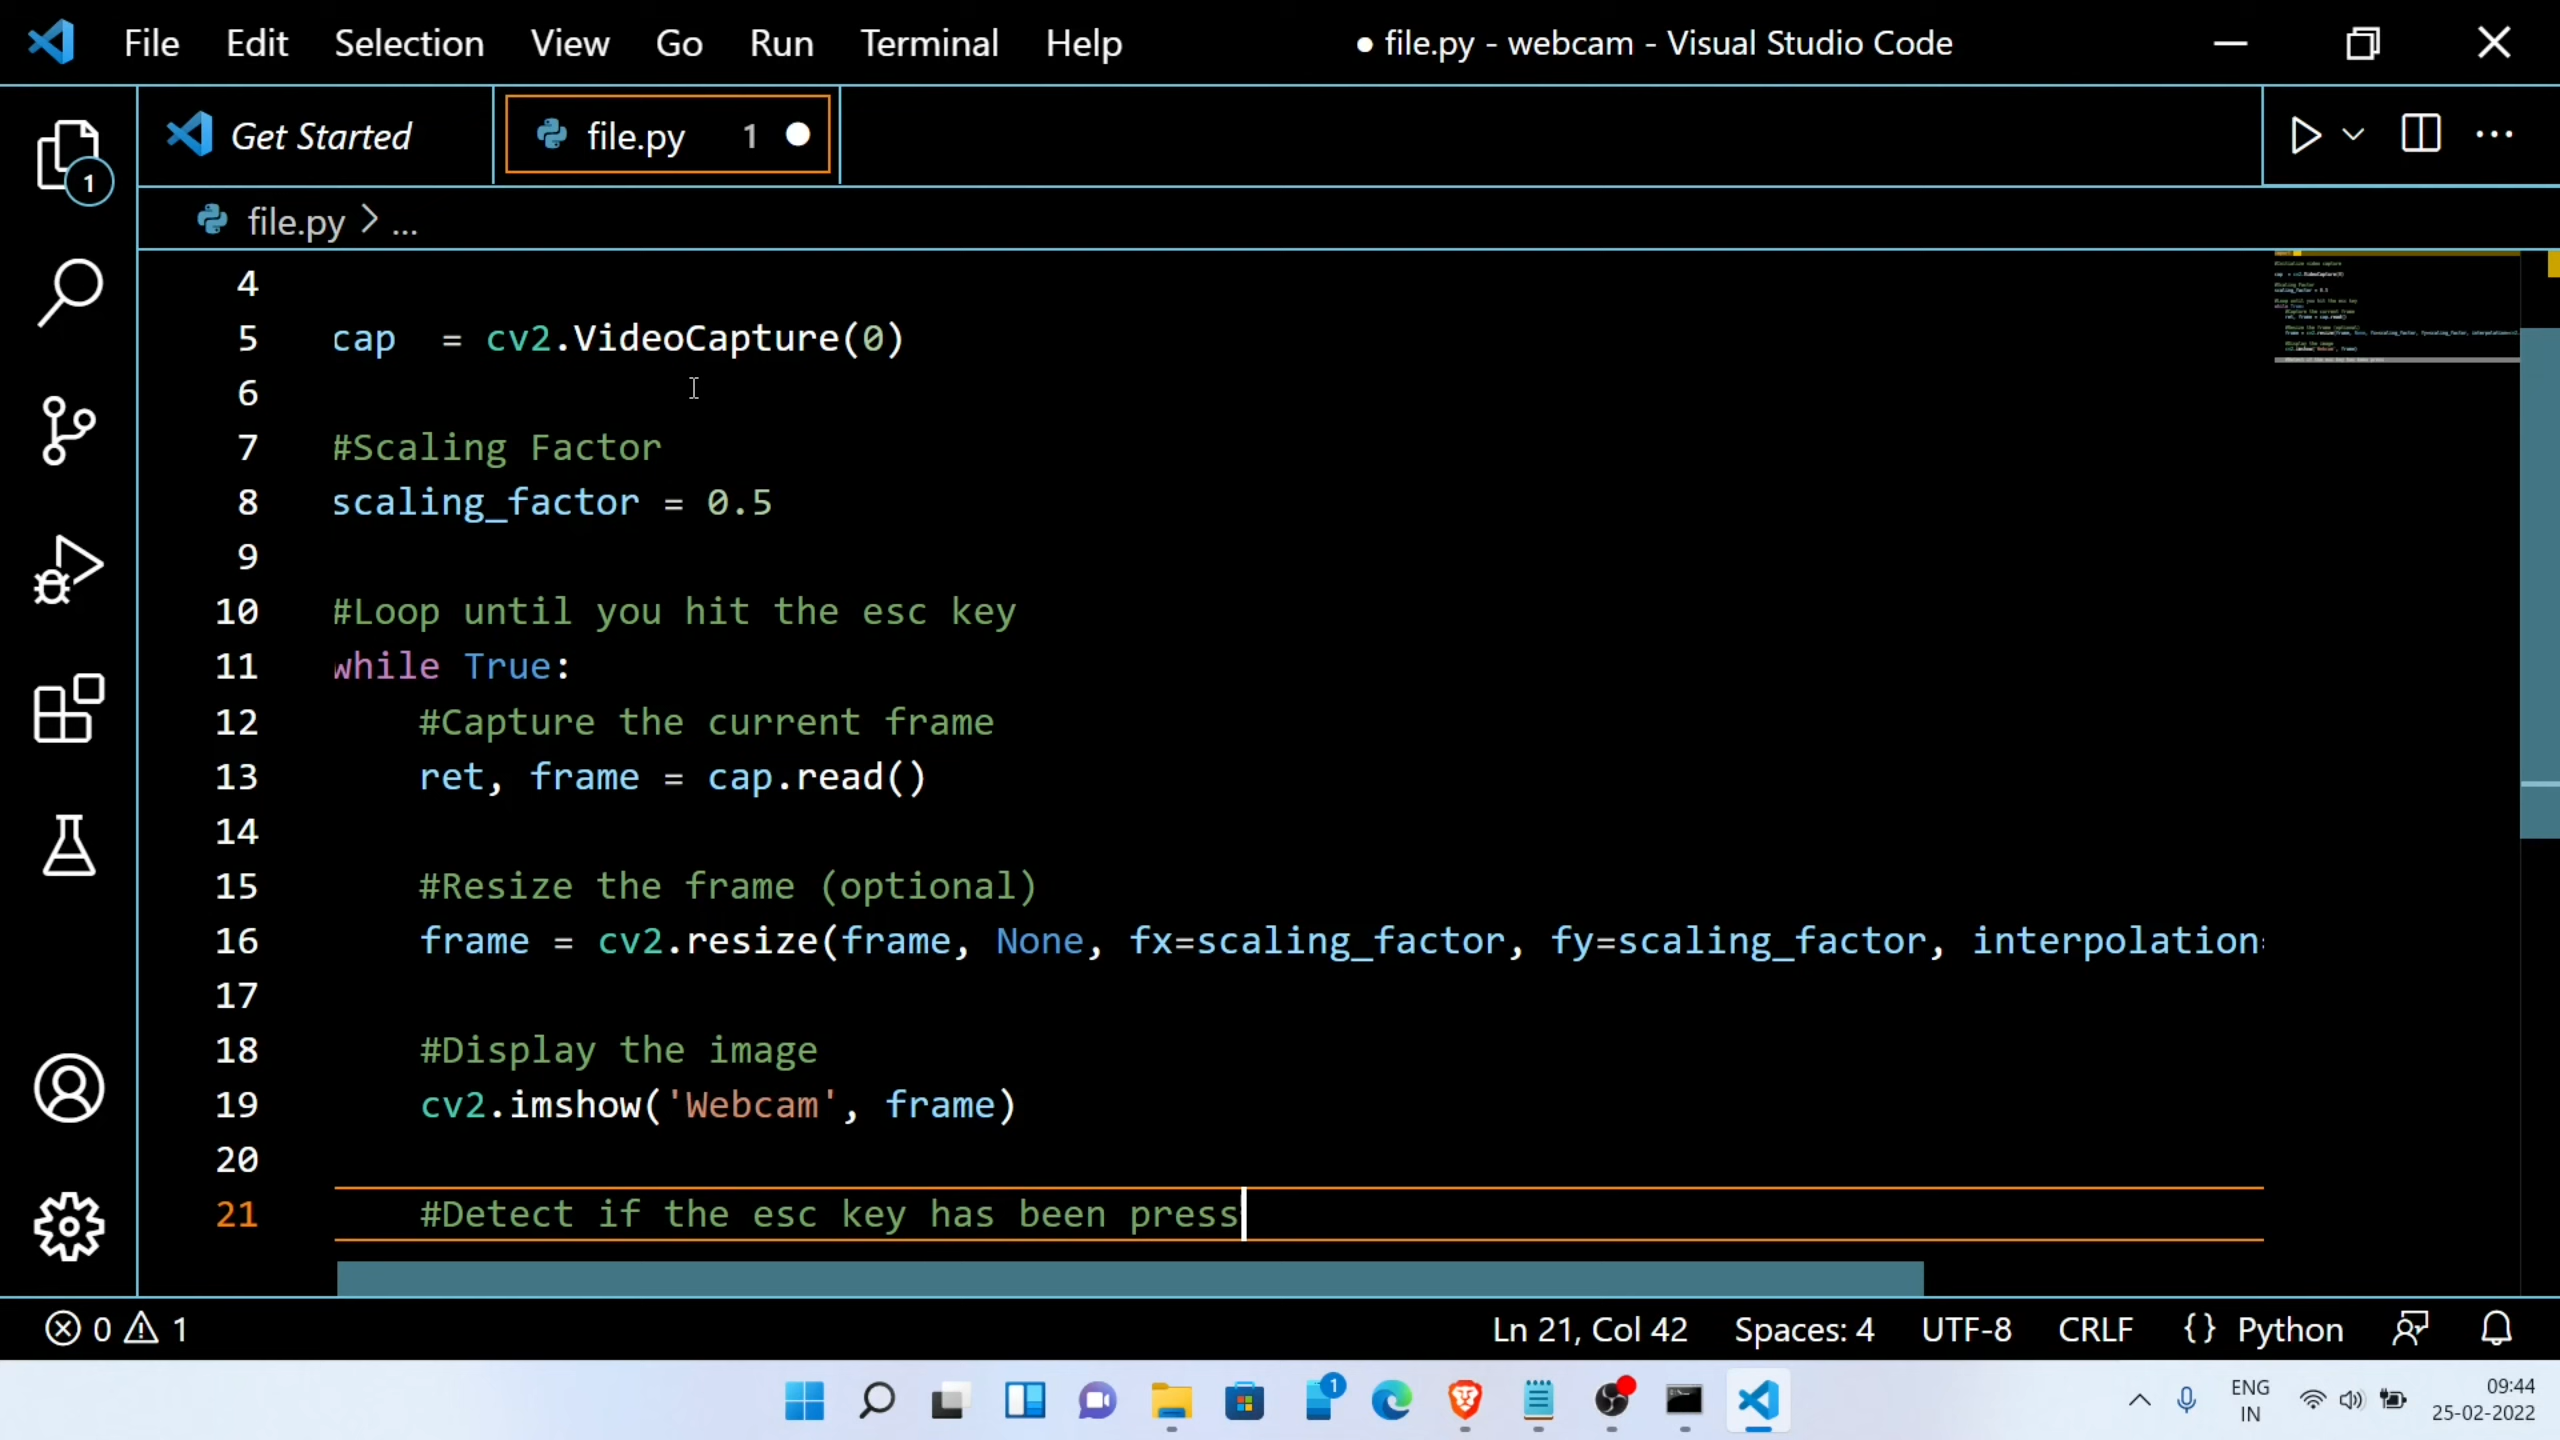 File Edit Selection View Go Run Terminal Help ● file.py - webcam - Visual Studio Code
Get Started file.py 1
file.py > ...
1
4
5 cap  = cv2.VideoCapture(0)
6
7 #Scaling Factor
8 scaling_factor = 0.5
9
10 #Loop until you hit the esc key
11 while True:
12     #Capture the current frame
13     ret, frame = cap.read()
14
15     #Resize the frame (optional)
16     frame = cv2.resize(frame, None, fx=scaling_factor, fy=scaling_factor, interpolation=
17
18     #Display the image
19     cv2.imshow('Webcam', frame)
20
21     #Detect if the esc key has been press
0 1 Ln 21, Col 42 Spaces: 4 UTF-8 CRLF {} Python
1
ENG 09:44
IN 25-02-2022